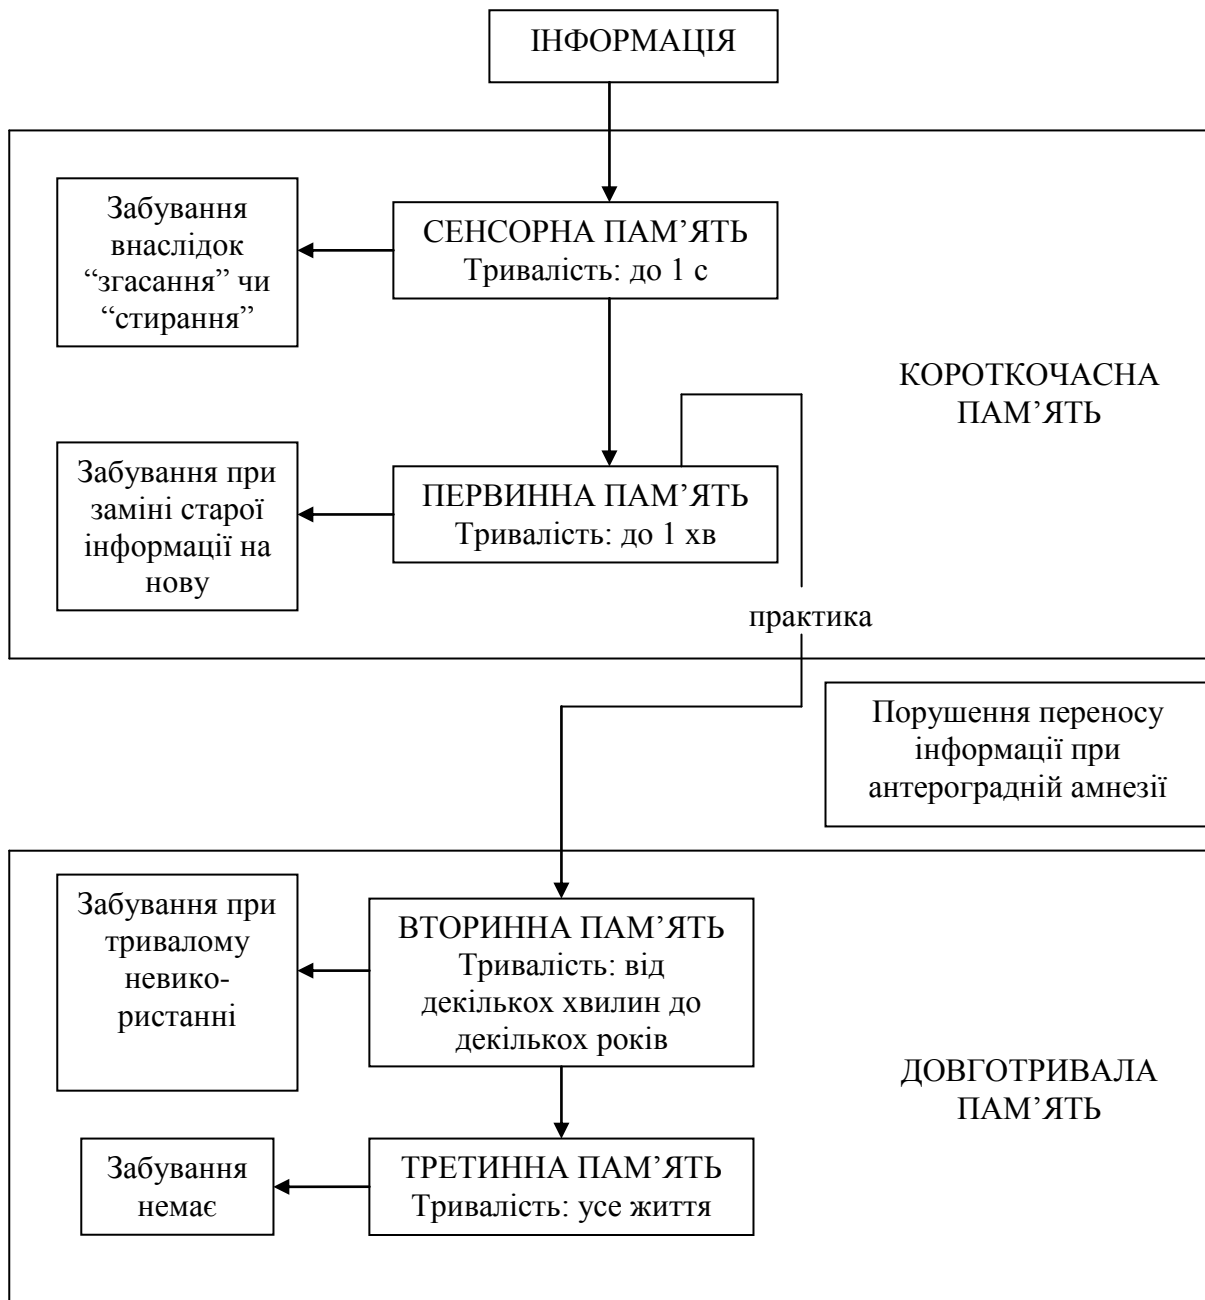 ІНФОРМАЦІЯ
Забування
внаслідок
“згасання” чи
“стирання”
СЕНСОРНА ПАМ’ЯТЬ
Тривалість: до 1 с
КОРОТКОЧАСНА
ПАМ’ЯТЬ
Забування при
заміні старої
інформації на
нову
ПЕРВИННА ПАМ’ЯТЬ
Тривалість: до 1 хв
практика
Порушення переносу
інформації при
антероградній амнезії
Забування при
тривалому
невико-
ристанні
ВТОРИННА ПАМ’ЯТЬ
Тривалість: від
декількох хвилин до
декількох років
ДОВГОТРИВАЛА
ПАМ’ЯТЬ
Забування
немає
ТРЕТИННА ПАМ’ЯТЬ
Тривалість: усе життя